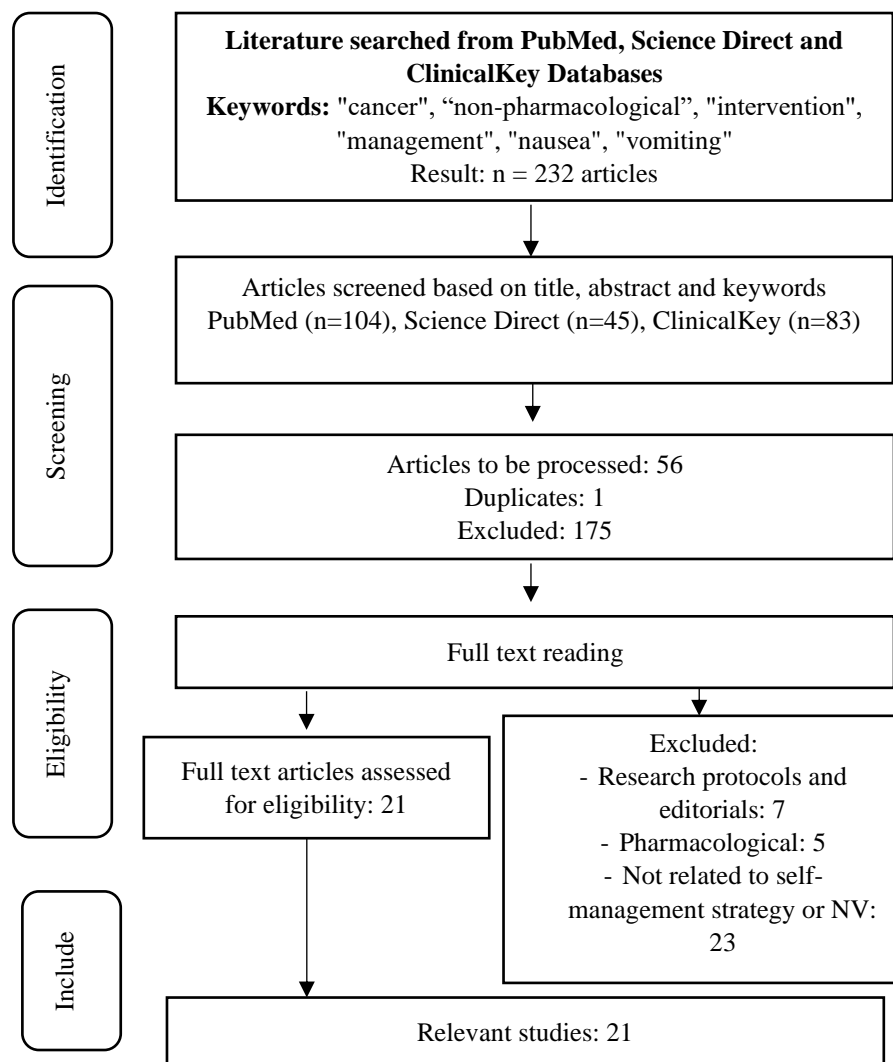 Identification
Literature searched from PubMed, Science Direct and
ClinicalKey Databases
Keywords: "cancer", “non-pharmacological”, "intervention",
"management", "nausea", "vomiting"
Result: n = 232 articles
Screening
Articles screened based on title, abstract and keywords
PubMed (n=104), Science Direct (n=45), ClinicalKey (n=83)
Articles to be processed: 56
Duplicates: 1
Excluded: 175
Eligibility
Full text reading
Full text articles assessed
for eligibility: 21
Excluded:
- Research protocols and
editorials: 7
- Pharmacological: 5
- Not related to self-
management strategy or NV:
23
Include
Relevant studies: 21